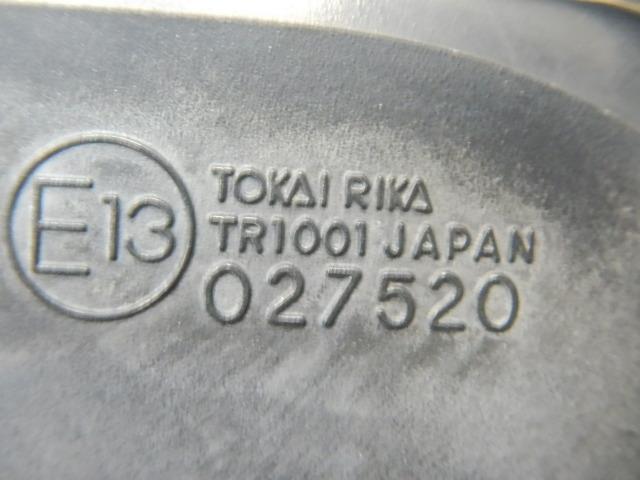 E13
TOKAI RIKA
TR1001 JAPAN
027520